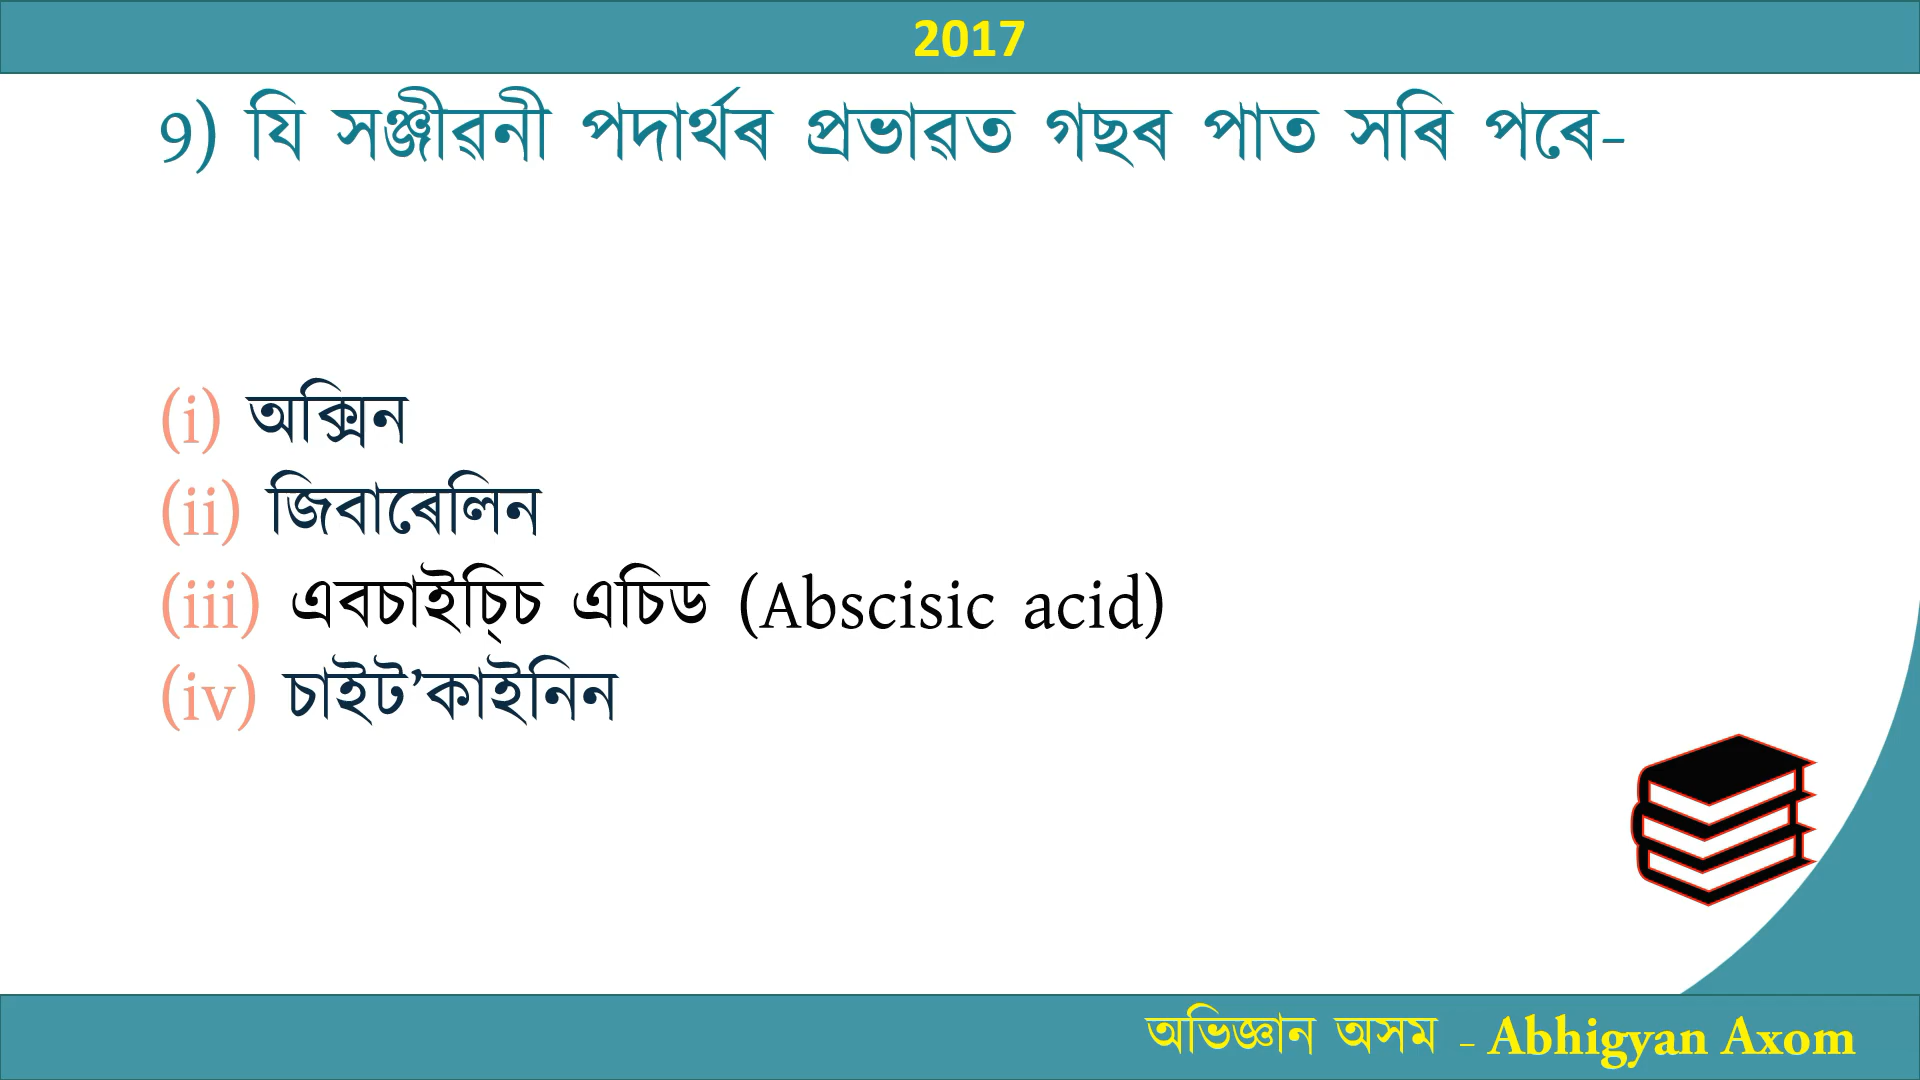 2017
9) যি সঞ্জীৱনী পদাৰ্থৰ প্ৰভাৱত গছৰ পাত সৰি পৰে-
(i) অক্সিন
(ii) জিবাৰেলিন
(iii) এবচাইচি্চ এচিড (Abscisic acid)
(iv) চাইট’কাইনিন
অভিজ্ঞান অসম - Abhigyan Axom